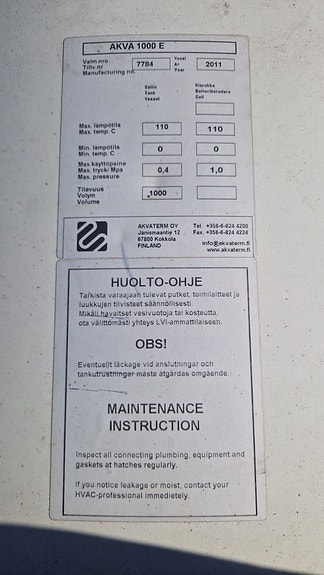 AKVA 1000 E
Valm.nro
Tillv.nr
Manufacturing no.
7784
Vuosi
År
Year
2011
Säiliö
Tank
Vessel
Kierukka
Coil
Max. lämpötila
Max. temp. C
110
110
Min. lämpotila
Min. temp. C
0
0
Max.käyttöpaine
Max. tryck/ Mpa
Max. pressure
0,4
1,0
Tilavuus
Volym
Volume
1000
AKVATERM OY
Jänismaantie 12
67800 Kokkola
FINLAND
Tel. +358-6-824 4200
Fax. +358-6-824 4224
info@akvaterm.fi
www.akvaterm.fi
HUOLTO-OHJE
Tarkista varaajaan tulevat putket, toimilaitteet ja
luukkujen tiivisteet säännöllisesti.
Mikäli havaitset vesivuotoja tai kosteutta,
ota välittömästi yhteys LVI-ammattilaiseen.
OBS!
Eventuellt läckage vid anslutningar och
tankutrustningar måste åtgärdas omgående.
MAINTENANCE
INSTRUCTION
Inspect all connecting plumbing, equipment and
gaskets at hatches regularly.
If you notice leakage or moist, contact your
HVAC-professional immedietely.